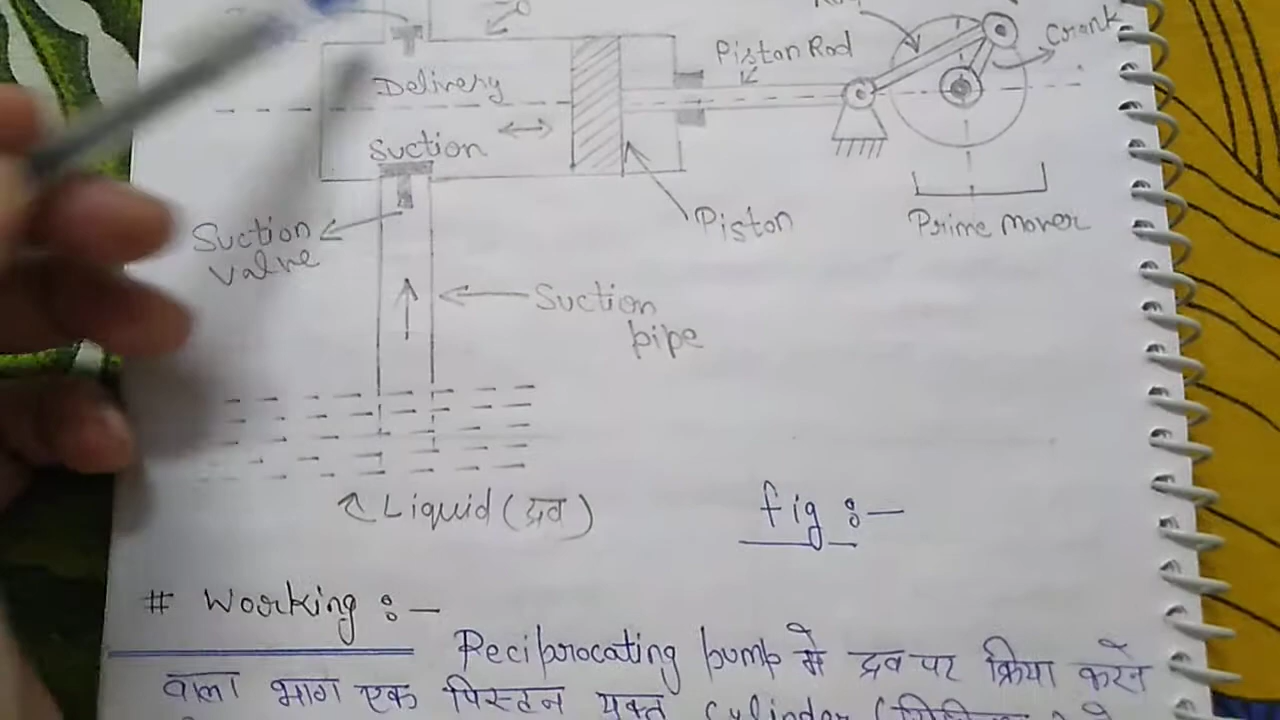 Piston Rod
Crank
Delivery
Suction
Suction
valve
Piston
Prime mover
Suction
pipe
Liquid (द्रव)
fig :-
# Working :-
Reciprocating pump में द्रव पर क्रिया करने
वाला भाग एक पिस्टन युक्त cylinder